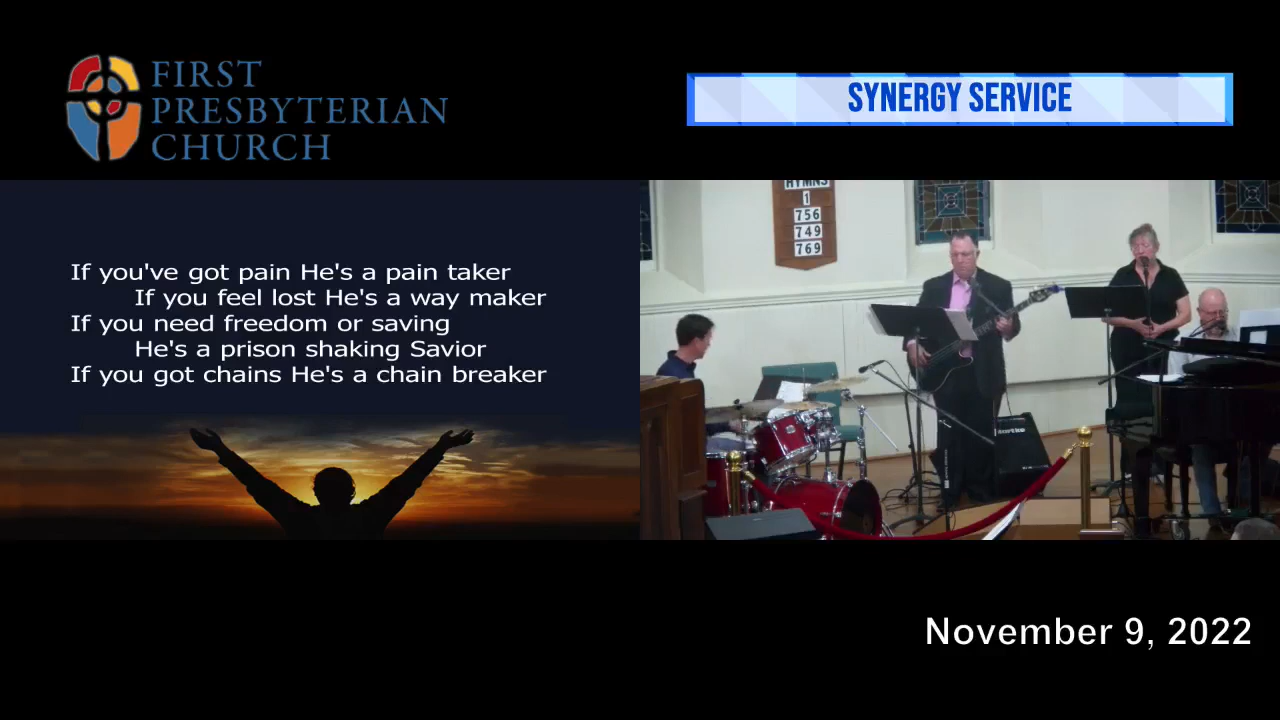 FIRST
PRESBYTERIAN
CHURCH
SYNERGY SERVICE
If you've got pain He's a pain taker
If you feel lost He's a way maker
If you need freedom or saving
He's a prison shaking Savior
If you got chains He's a chain breaker
HYMNS
1
756
749
769
November 9, 2022